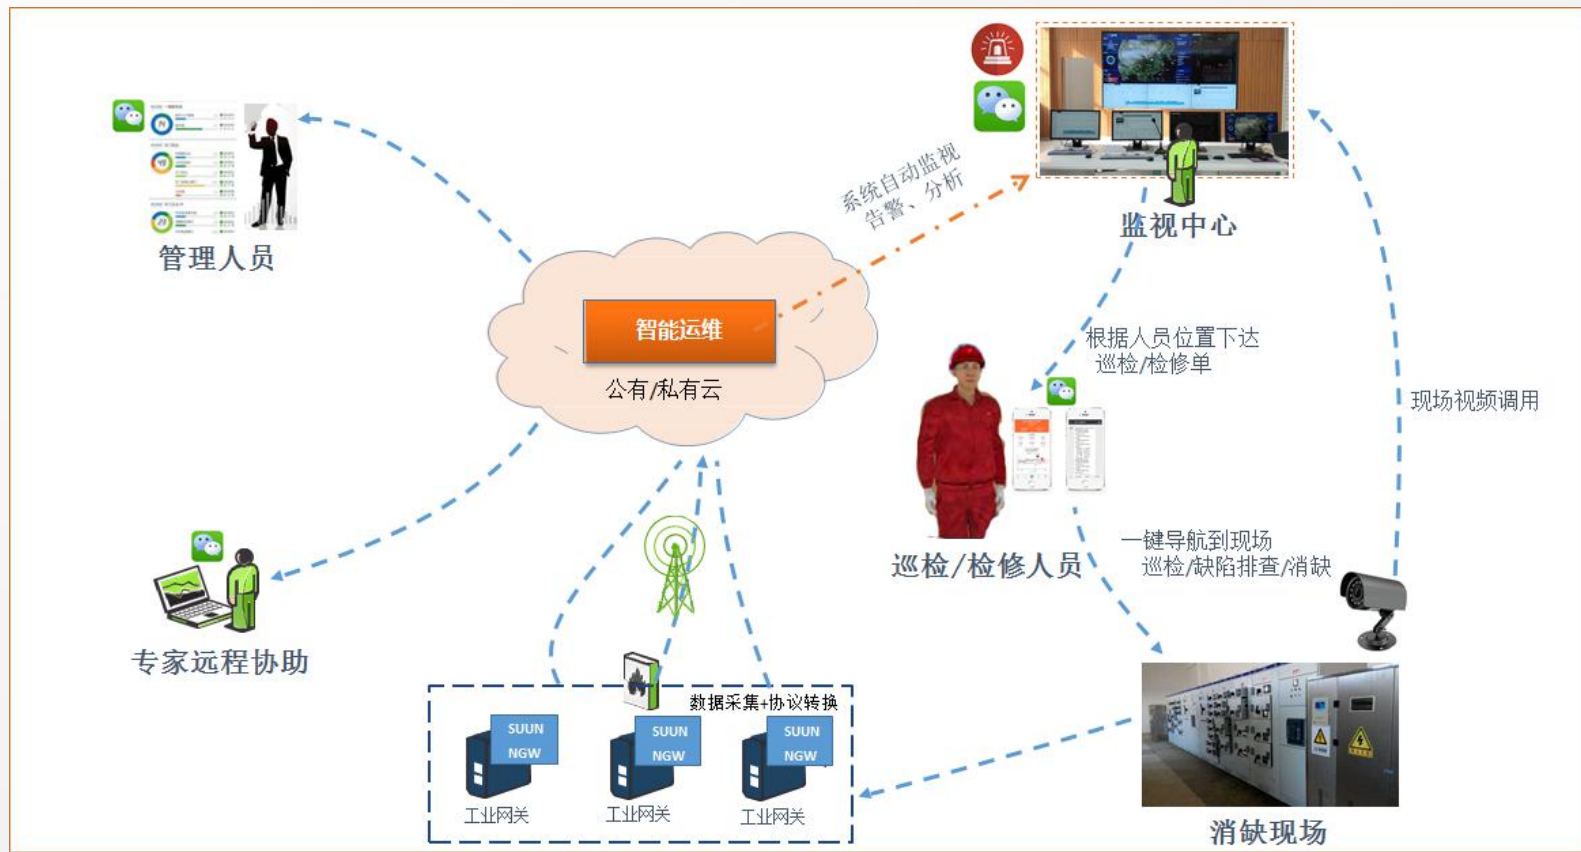 管理人员
系统自动监视
告警、分析
监视中心
智能运维
公有/私有云
根据人员位置下达
巡检/检修单
现场视频调用
巡检/检修人员
一键导航到现场
巡检/缺陷排查/消缺
专家远程协助
数据采集+协议转换
SUUN
NGW
SUUN
NGW
SUUN
NGW
工业网关
工业网关
工业网关
消缺现场